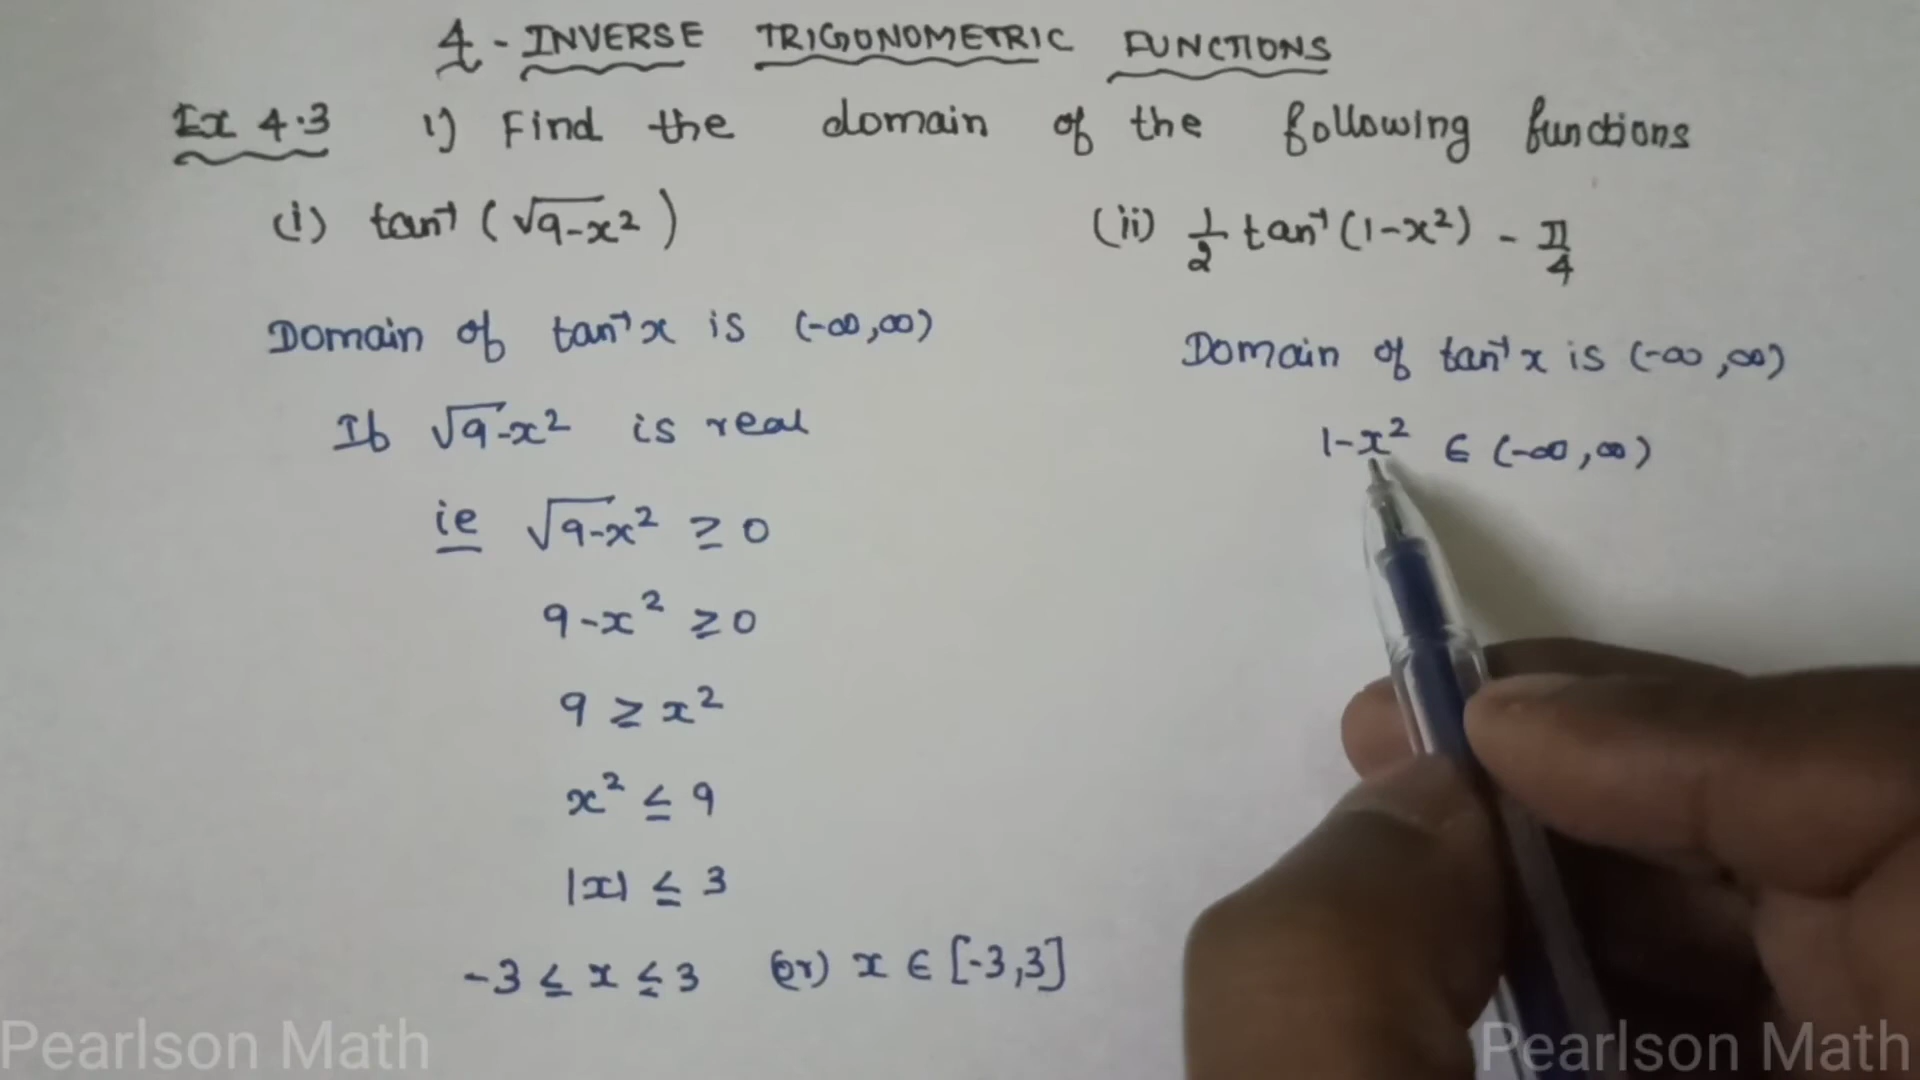 4 - INVERSE TRIGONOMETRIC FUNCTIONS
Ex 4.3 1) Find the domain of the following functions
(i) tan⁻¹ (√9-x²)
(ii) 1/2 tan⁻¹ (1-x²) - π/4
Domain of tan⁻¹ x is (-∞,∞)
If √9-x² is real
ie √9-x² ≥ 0
9-x² ≥ 0
9 ≥ x²
x² ≤ 9
|x| ≤ 3
-3 ≤ x ≤ 3 (or) x ∈ [-3,3]
Domain of tan⁻¹ x is (-∞,∞)
1-x² ∈ (-∞,∞)
Pearlson Math
Pearlson Math